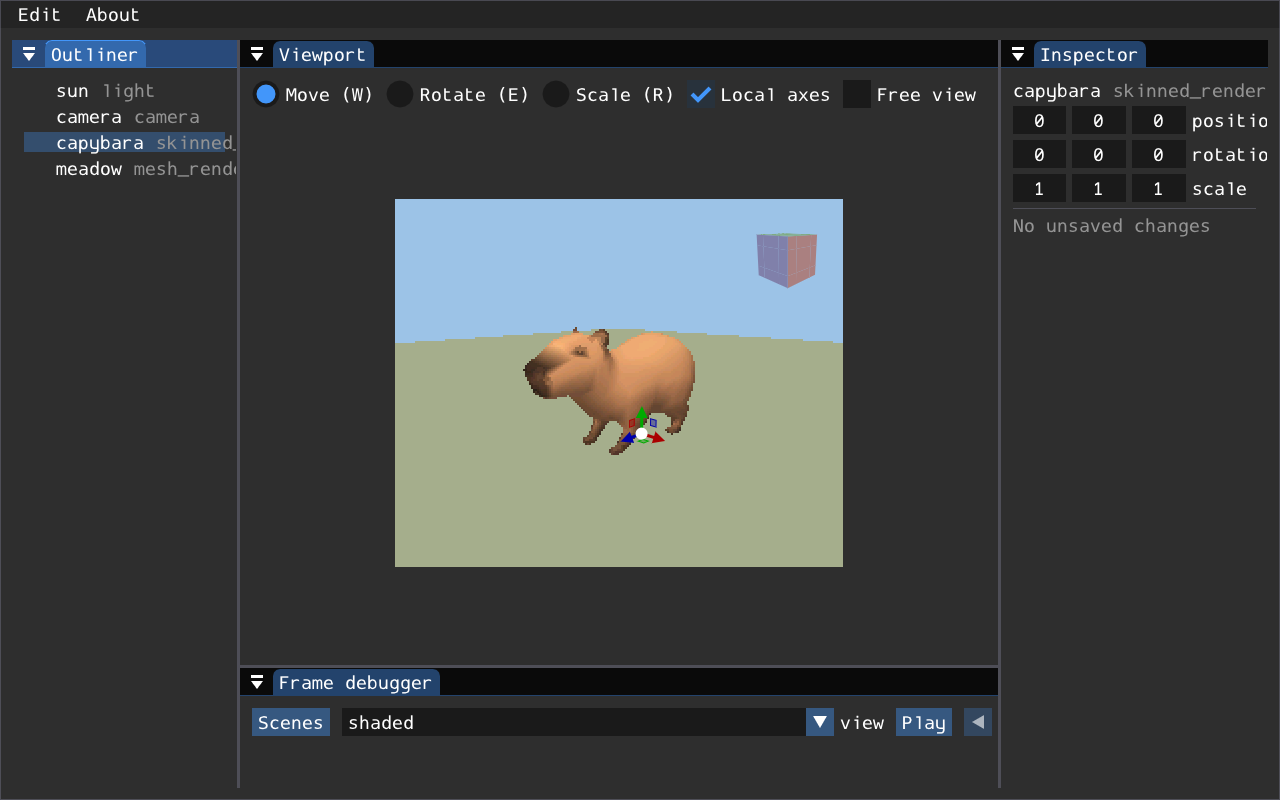 Edit About
Outliner
sun light
camera camera
capybara skinned_
meadow mesh_rende
Viewport
Move (W) Rotate (E) Scale (R) Local axes Free view
Frame debugger
Scenes shaded view Play
Inspector
capybara skinned_render
0 0 0 positio
0 0 0 rotatio
1 1 1 scale
No unsaved changes